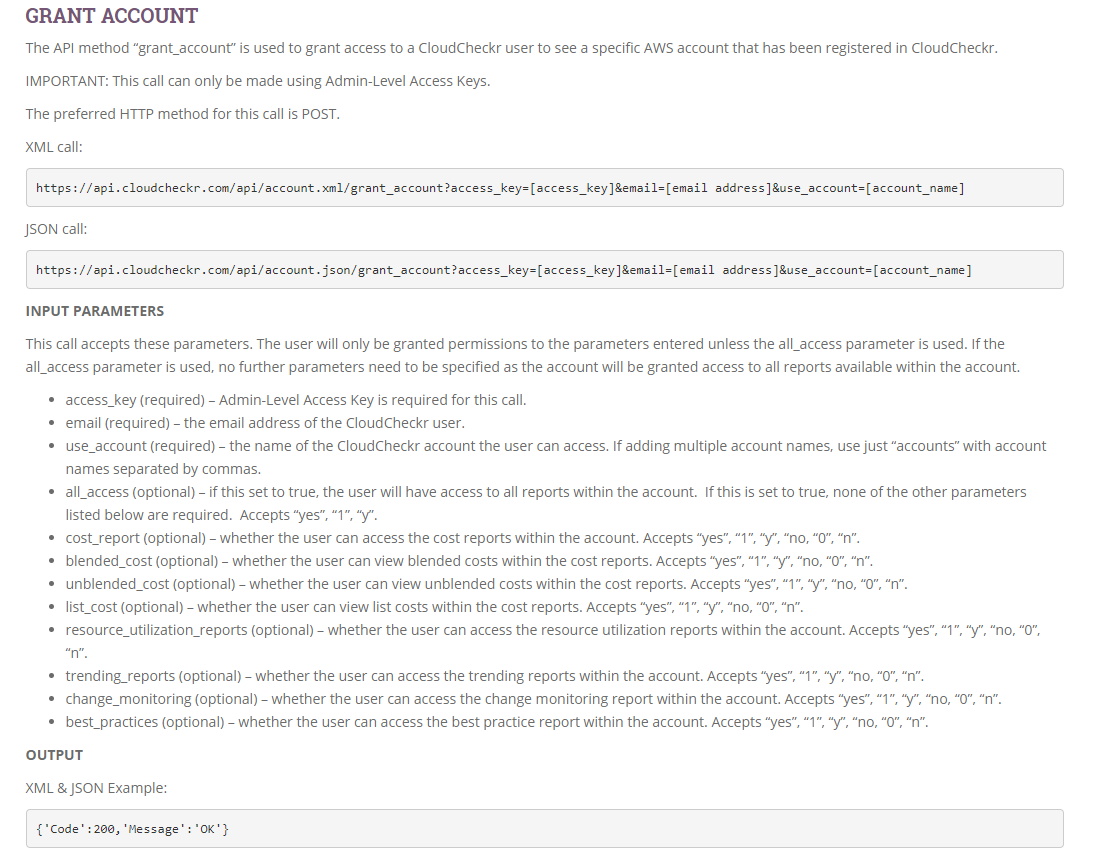 GRANT ACCOUNT
The API method “grant_account” is used to grant access to a CloudCheckr user to see a specific AWS account that has been registered in CloudCheckr.
IMPORTANT: This call can only be made using Admin-Level Access Keys.
The preferred HTTP method for this call is POST.
XML call:
https://api.cloudcheckr.com/api/account.xml/grant_account?access_key=[access_key]&email=[email address]&use_account=[account_name]
JSON call:
https://api.cloudcheckr.com/api/account.json/grant_account?access_key=[access_key]&email=[email address]&use_account=[account_name]
INPUT PARAMETERS
This call accepts these parameters. The user will only be granted permissions to the parameters entered unless the all_access parameter is used. If the
all_access parameter is used, no further parameters need to be specified as the account will be granted access to all reports available within the account.
• access_key (required) – Admin-Level Access Key is required for this call.
• email (required) – the email address of the CloudCheckr user.
• use_account (required) – the name of the CloudCheckr account the user can access. If adding multiple account names, use just “accounts” with account
names separated by commas.
• all_access (optional) – if this set to true, the user will have access to all reports within the account.  If this is set to true, none of the other parameters
listed below are required.  Accepts “yes”, “1”, “y”.
• cost_report (optional) – whether the user can access the cost reports within the account. Accepts “yes”, “1”, “y”, “no, “0”, “n”.
• blended_cost (optional) – whether the user can view blended costs within the cost reports. Accepts “yes”, “1”, “y”, “no, “0”, “n”.
• unblended_cost (optional) – whether the user can view unblended costs within the cost reports. Accepts “yes”, “1”, “y”, “no, “0”, “n”.
• list_cost (optional) – whether the user can view list costs within the cost reports. Accepts “yes”, “1”, “y”, “no, “0”, “n”.
• resource_utilization_reports (optional) – whether the user can access the resource utilization reports within the account. Accepts “yes”, “1”, “y”, “no, “0”,
“n”.
• trending_reports (optional) – whether the user can access the trending reports within the account. Accepts “yes”, “1”, “y”, “no, “0”, “n”.
• change_monitoring (optional) – whether the user can access the change monitoring report within the account. Accepts “yes”, “1”, “y”, “no, “0”, “n”.
• best_practices (optional) – whether the user can access the best practice report within the account. Accepts “yes”, “1”, “y”, “no, “0”, “n”.
OUTPUT
XML & JSON Example:
{'Code':200,'Message':'OK'}